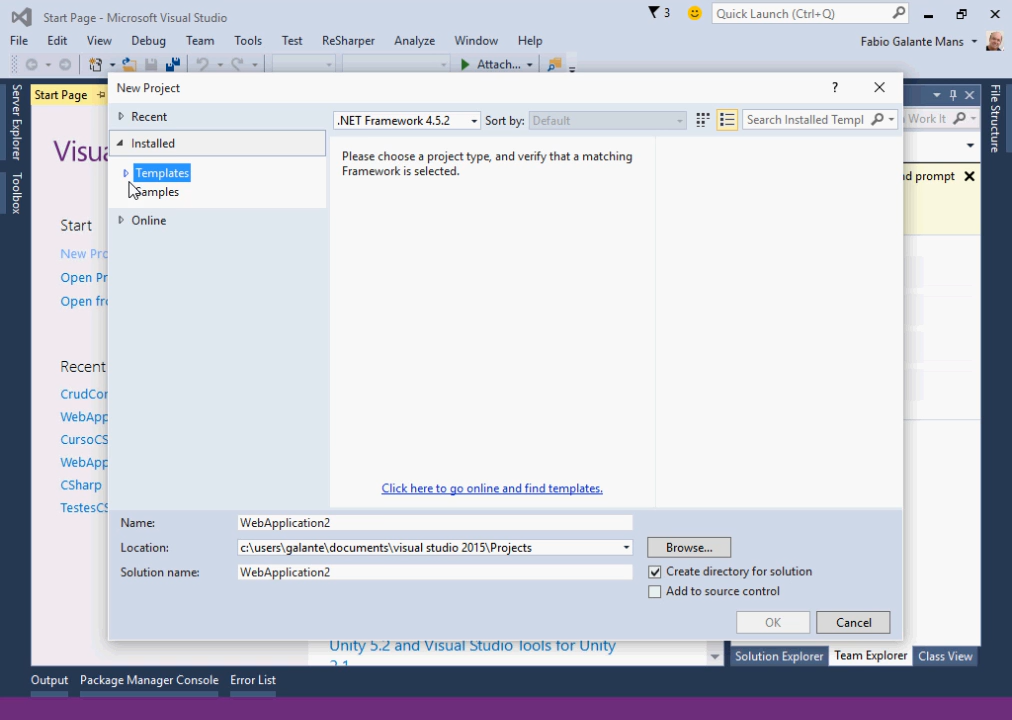 Start Page - Microsoft Visual Studio
3
Quick Launch (Ctrl+Q)
File Edit View Debug Team Tools Test ReSharper Analyze Window Help
Fabio Galante Mans
Attach...
Server Explorer
Toolbox
Start Page
New Project
?
Recent
Installed
Templates
Samples
Online
.NET Framework 4.5.2
Sort by: Default
Search Installed Templ
Please choose a project type, and verify that a matching
Framework is selected.
Click here to go online and find templates.
Name: WebApplication2
Location: c:\users\galante\documents\visual studio 2015\Projects
Browse...
Solution name: WebApplication2
Create directory for solution
Add to source control
OK Cancel
Visua
Start
New Pro
Open Pr
Open fro
Recent
CrudCor
WebApp
CursoCS
WebApp
CSharp
TestesCS
Work It
d prompt
File Structure
Unity 5.2 and Visual Studio Tools for Unity
2.1
Solution Explorer Team Explorer Class View
Output Package Manager Console Error List